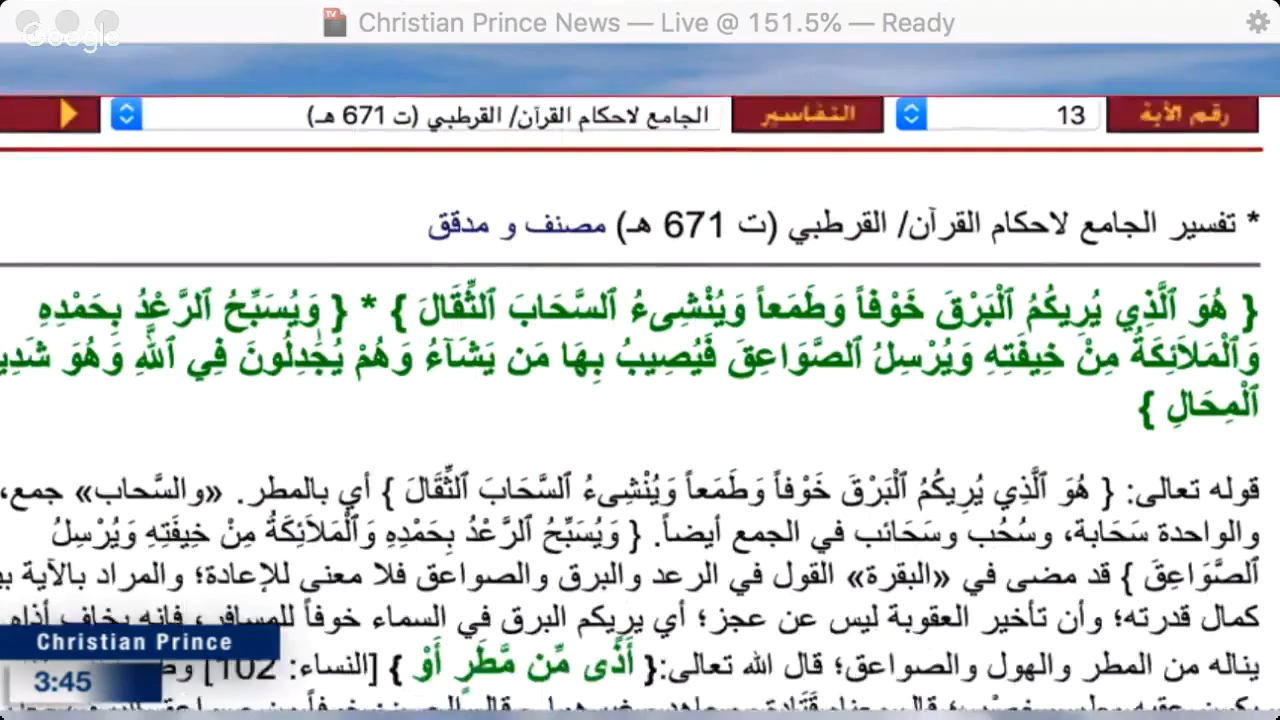 Christian Prince News — Live @ 151.5% — Ready
Google
رقم الآية 13 التفاسير الجامع لاحكام القرآن/ القرطبي (ت 671 هـ)
* تفسير الجامع لاحكام القرآن/ القرطبي (ت 671 هـ) مصنف و مدقق
{ هُوَ ٱلَّذِي يُرِيكُمُ ٱلْبَرْقَ خَوْفاً وَطَمَعاً وَيُنْشِىءُ ٱلسَّحَابَ ٱلثِّقَالَ } * { وَيُسَبِّحُ ٱلرَّعْدُ بِحَمْدِهِ
وَٱلْمَلاَئِكَةُ مِنْ خِيفَتِهِ وَيُرْسِلُ ٱلصَّوَاعِقَ فَيُصِيبُ بِهَا مَن يَشَآءُ وَهُمْ يُجَٰدِلُونَ فِي ٱللَّهِ وَهُوَ
ٱلْمِحَالِ }
قوله تعالى: { هُوَ ٱلَّذِي يُرِيكُمُ ٱلْبَرْقَ خَوْفاً وَطَمَعاً وَيُنْشِىءُ ٱلسَّحَابَ ٱلثِّقَالَ } أي بالمطر. «والسَّحاب» جمع،
والواحدة سَحَابة، وسُحُب وسَحَائب في الجمع أيضاً. { وَيُسَبِّحُ ٱلرَّعْدُ بِحَمْدِهِ وَٱلْمَلاَئِكَةُ مِنْ خِيفَتِهِ وَيُرْسِلُ
ٱلصَّوَاعِقَ } قد مضى في «البقرة» القول في الرعد والبرق والصواعق فلا معنى للإعادة؛ والمراد بالآية
كمال قدرته؛ وأن تأخير العقوبة ليس عن عجز؛ أي يريكم البرق في السماء خوفاً للمسافر، فإنه يخاف أذاه
يناله من المطر والهول والصواعق؛ قال الله تعالى:{ أَذًى مِّن مَّطَرٍ أَوْ } [النساء: 102]
Christian Prince
3:45